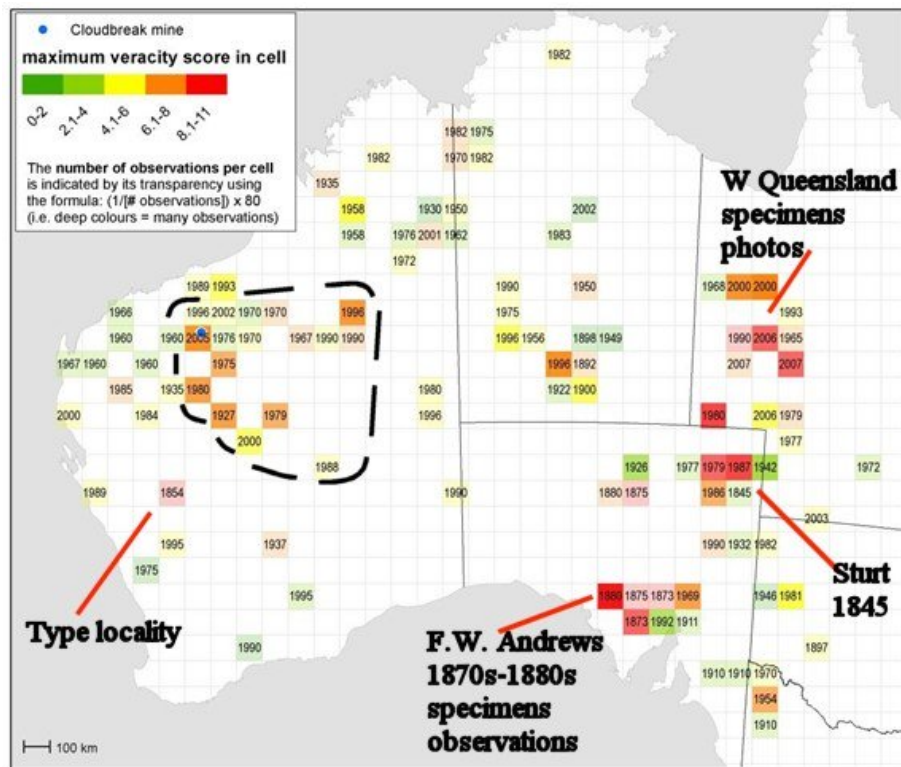 Cloudbreak mine
maximum veracity score in cell
0-2 2.1-4 4.1-6 6.1-8 8.1-11
The number of observations per cell
is indicated by its transparency using
the formula: (1/[# observations]) x 80
(i.e. deep colours = many observations)
1982
1982 1975
1982 1970 1982
1935
1958 1930 1950 2002
1958 1976 2001 1962 1983
1972
W Queensland
specimens
photos
1989 1993 1990 1950 1968 2000 2000
1966 1996 2002 1970 1970 1996 1975 1993
1960 1960 2005 1976 1970 1967 1990 1990 1996 1956 1898 1949 1990 2006 1965
1967 1960 1960 1975 1996 1892 2007 2007
1985 1935 1980 1980 1922 1900
2000 1984 1927 1979 1996 1980 2006 1979
2000 1977
1988 1926 1977 1979 1987 1942 1972
1989 1854 1990 1880 1875 1986 1845
2003
1995 1937 1990 1932 1982
1975
Sturt
1845
1995 1880 1875 1873 1969 1946 1981
Type locality
1873 1992 1911
F.W. Andrews
1870s-1880s
specimens
observations
1990 1897
1910 1910 1970
1954
1910
100 km